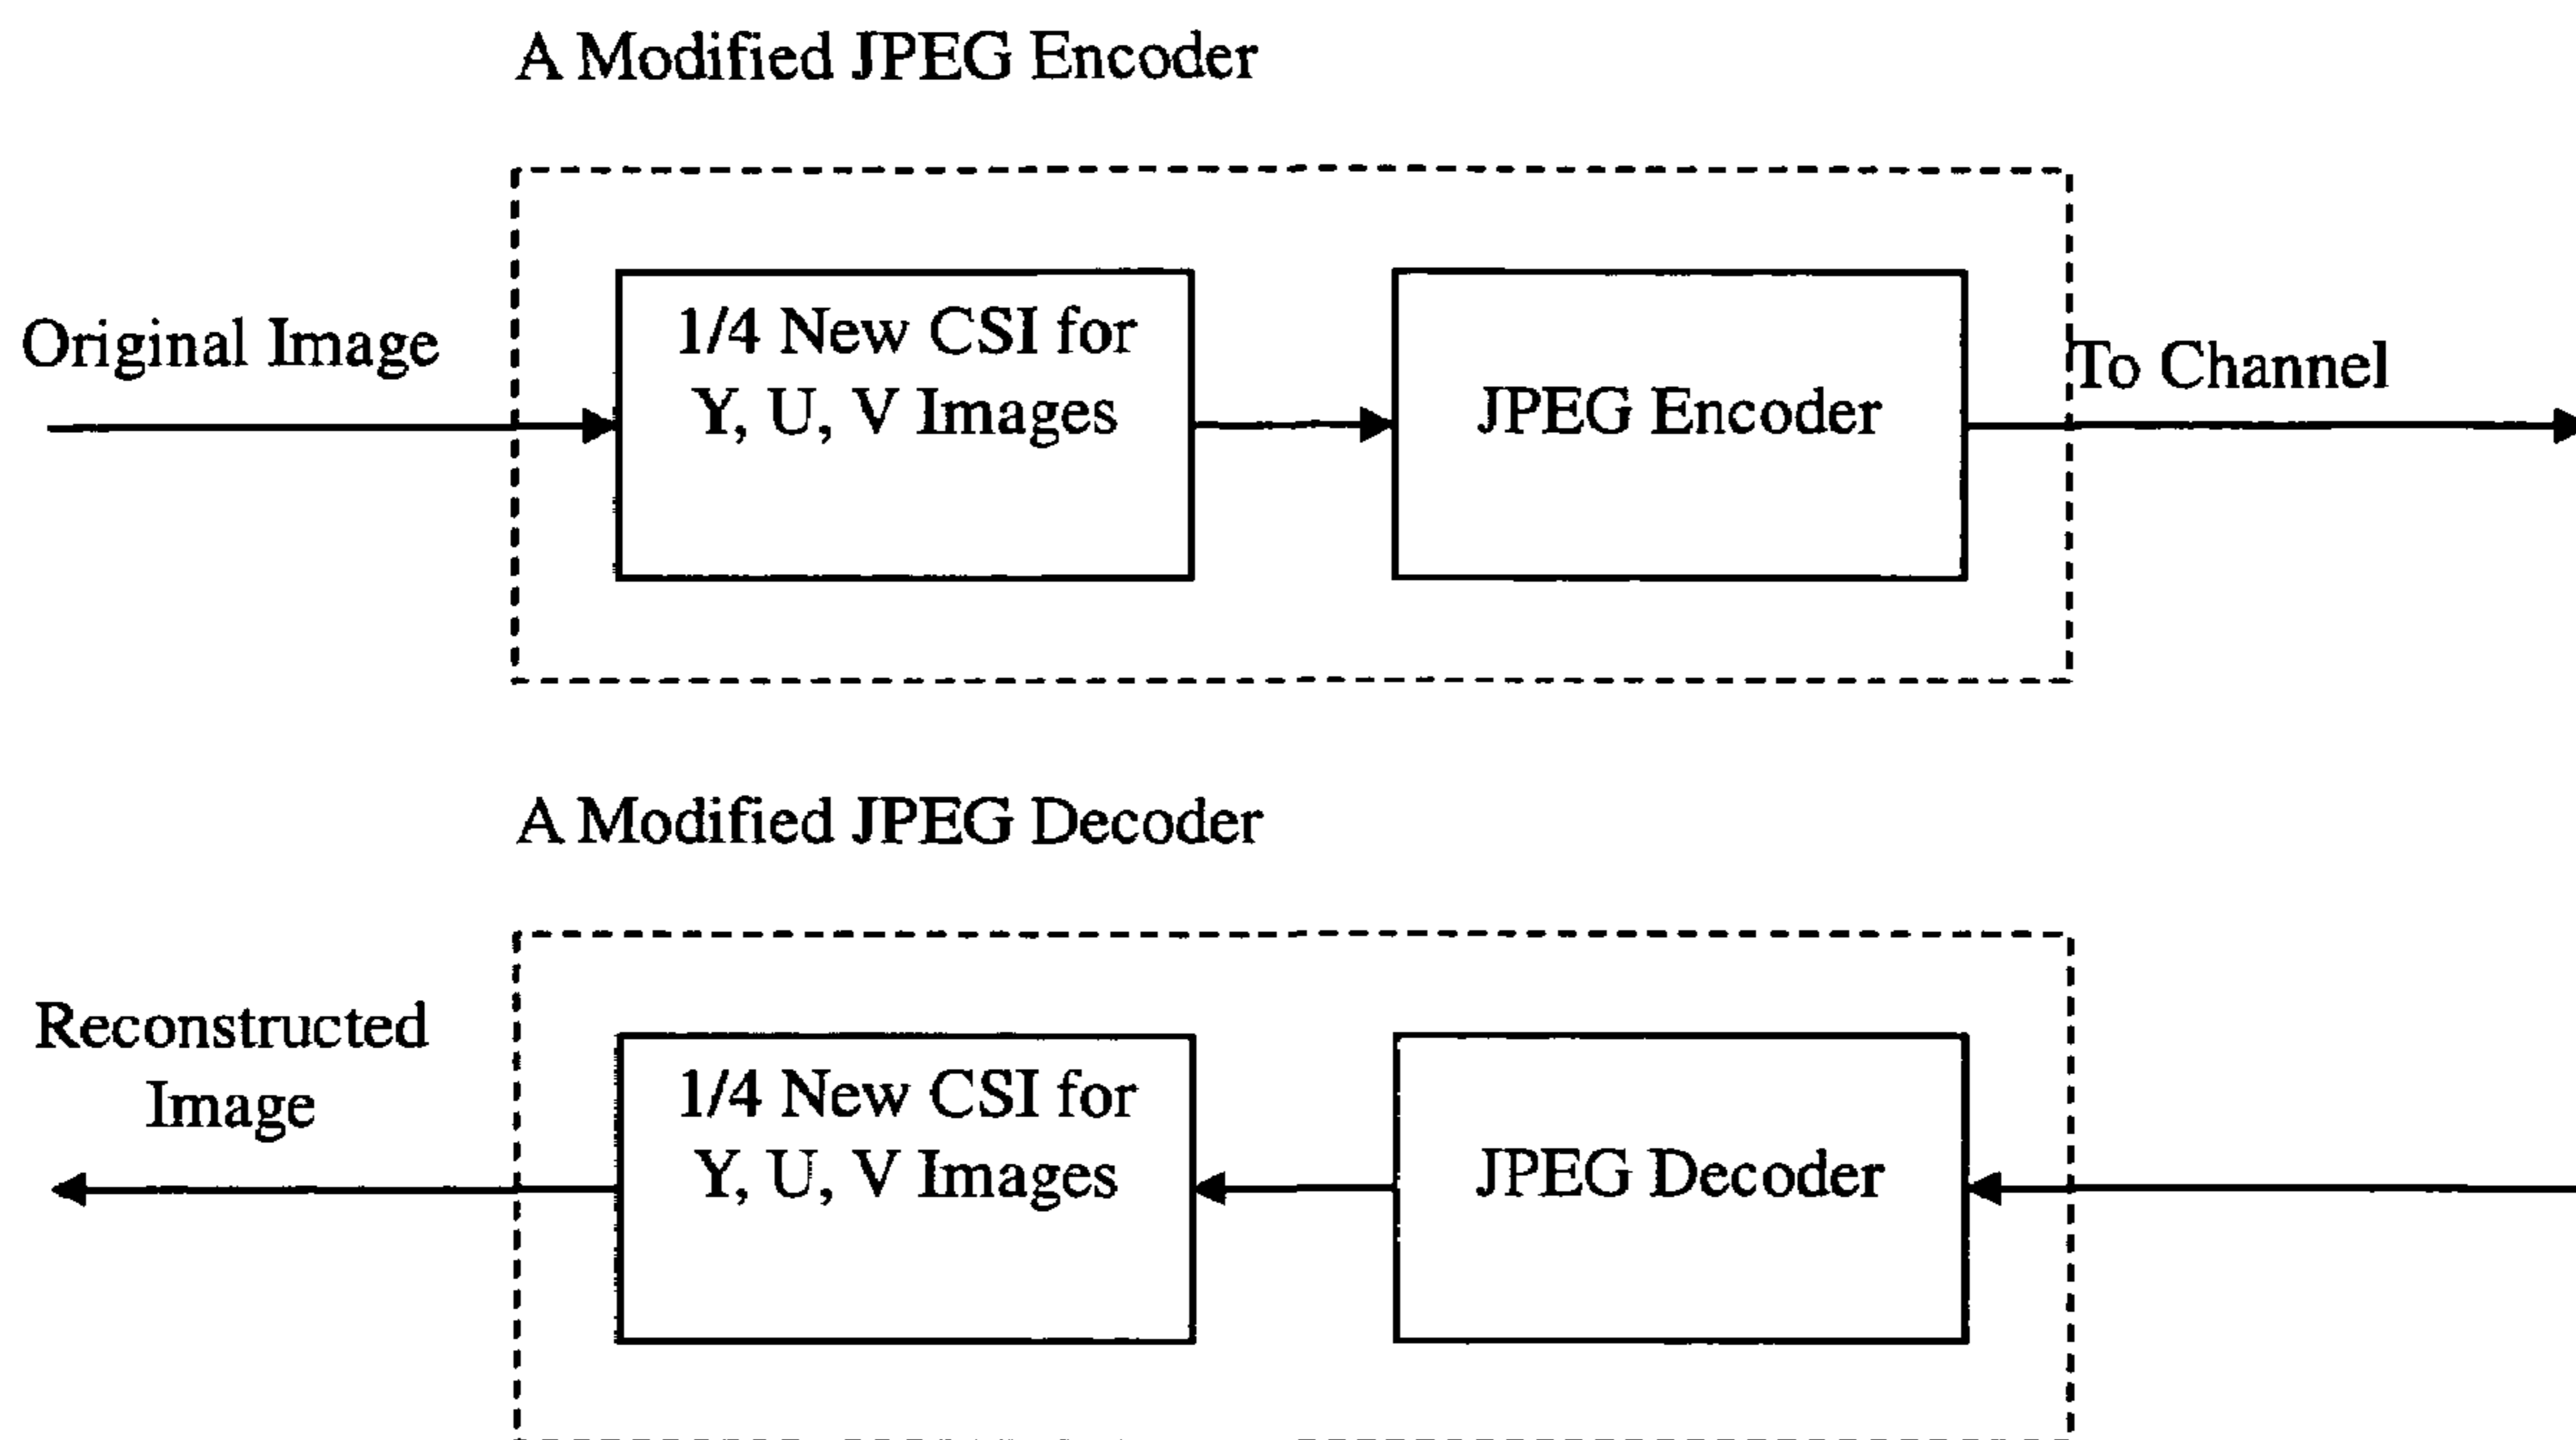 A Modified JPEG Encoder
Original Image
1/4 New CSI for
Y, U, V Images
JPEG Encoder
To Channel
A Modified JPEG Decoder
Reconstructed
Image
1/4 New CSI for
Y, U, V Images
JPEG Decoder